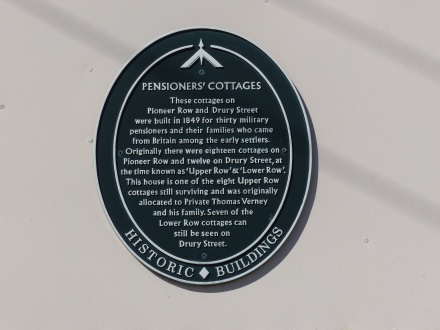 PENSIONERS' COTTAGES
These cottages on
Pioneer Row and Drury Street
were built in 1849 for thirty military
pensioners and their families who came
from Britain among the early settlers.
Originally there were eighteen cottages on
Pioneer Row and twelve on Drury Street, at
the time known as 'Upper Row' & 'Lower Row'.
This house is one of the eight Upper Row
cottages still surviving and was originally
allocated to Private Thomas Verney
and his family. Seven of the
Lower Row cottages can
still be seen on
Drury Street.
HISTORIC ♦ BUILDINGS